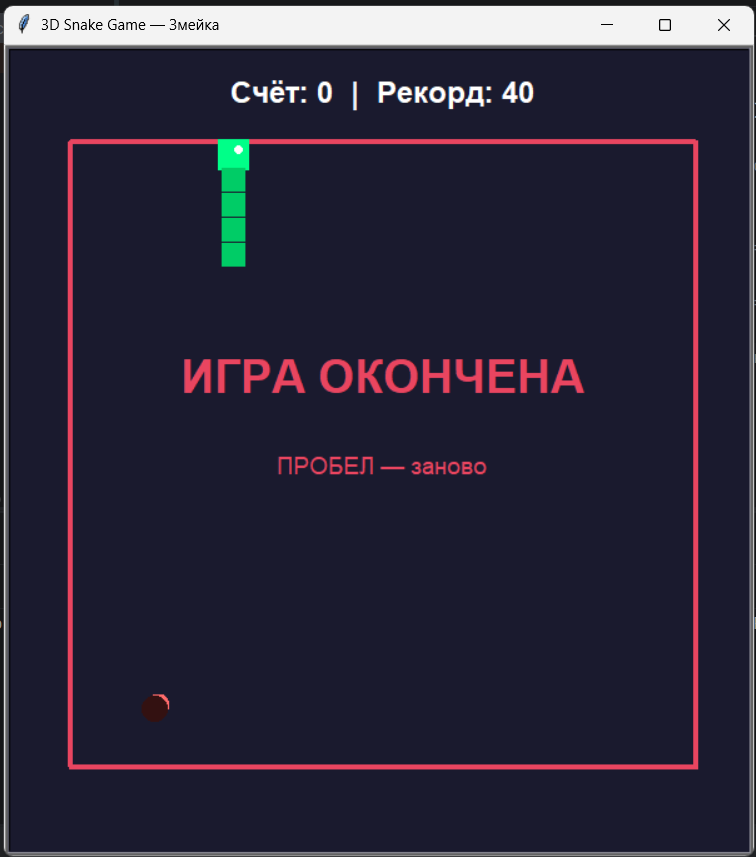 3D Snake Game — Змейка
Счёт: 0 | Рекорд: 40
ИГРА ОКОНЧЕНА
ПРОБЕЛ — заново